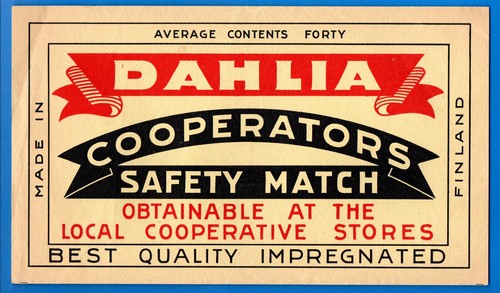 AVERAGE CONTENTS FORTY
DAHLIA
MADE IN
COOPERATORS
FINLAND
SAFETY MATCH
OBTAINABLE AT THE
LOCAL COOPERATIVE STORES
BEST QUALITY IMPREGNATED